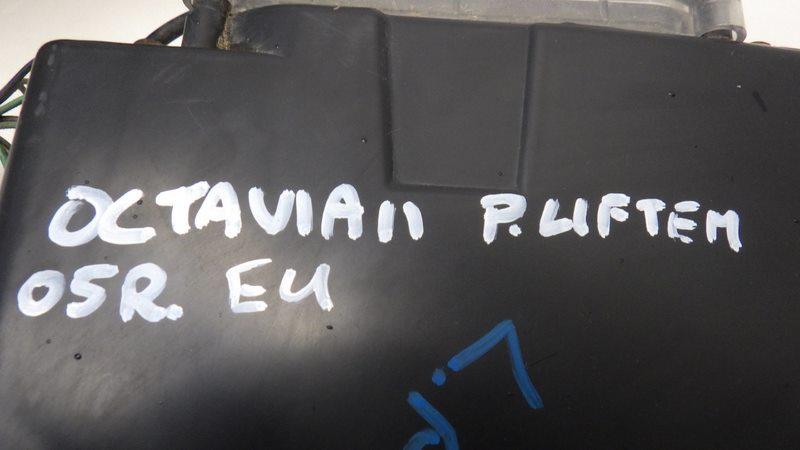 OCTAVIA II P.LIFTEM
05R. EU